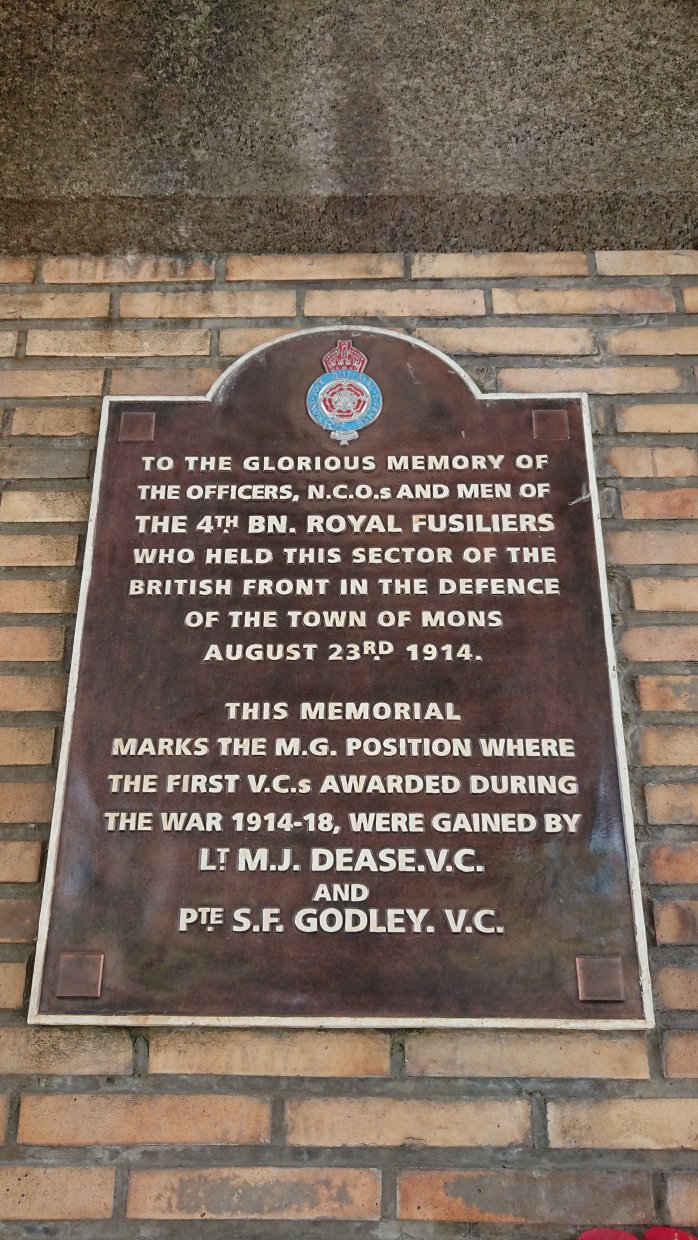 TO THE GLORIOUS MEMORY OF
THE OFFICERS, N.C.O.s AND MEN OF
THE 4TH BN. ROYAL FUSILIERS
WHO HELD THIS SECTOR OF THE
BRITISH FRONT IN THE DEFENCE
OF THE TOWN OF MONS
AUGUST 23RD 1914.
THIS MEMORIAL
MARKS THE M.G. POSITION WHERE
THE FIRST V.C.s AWARDED DURING
THE WAR 1914-18, WERE GAINED BY
LT M.J. DEASE.V.C.
AND
PTE S.F. GODLEY. V.C.